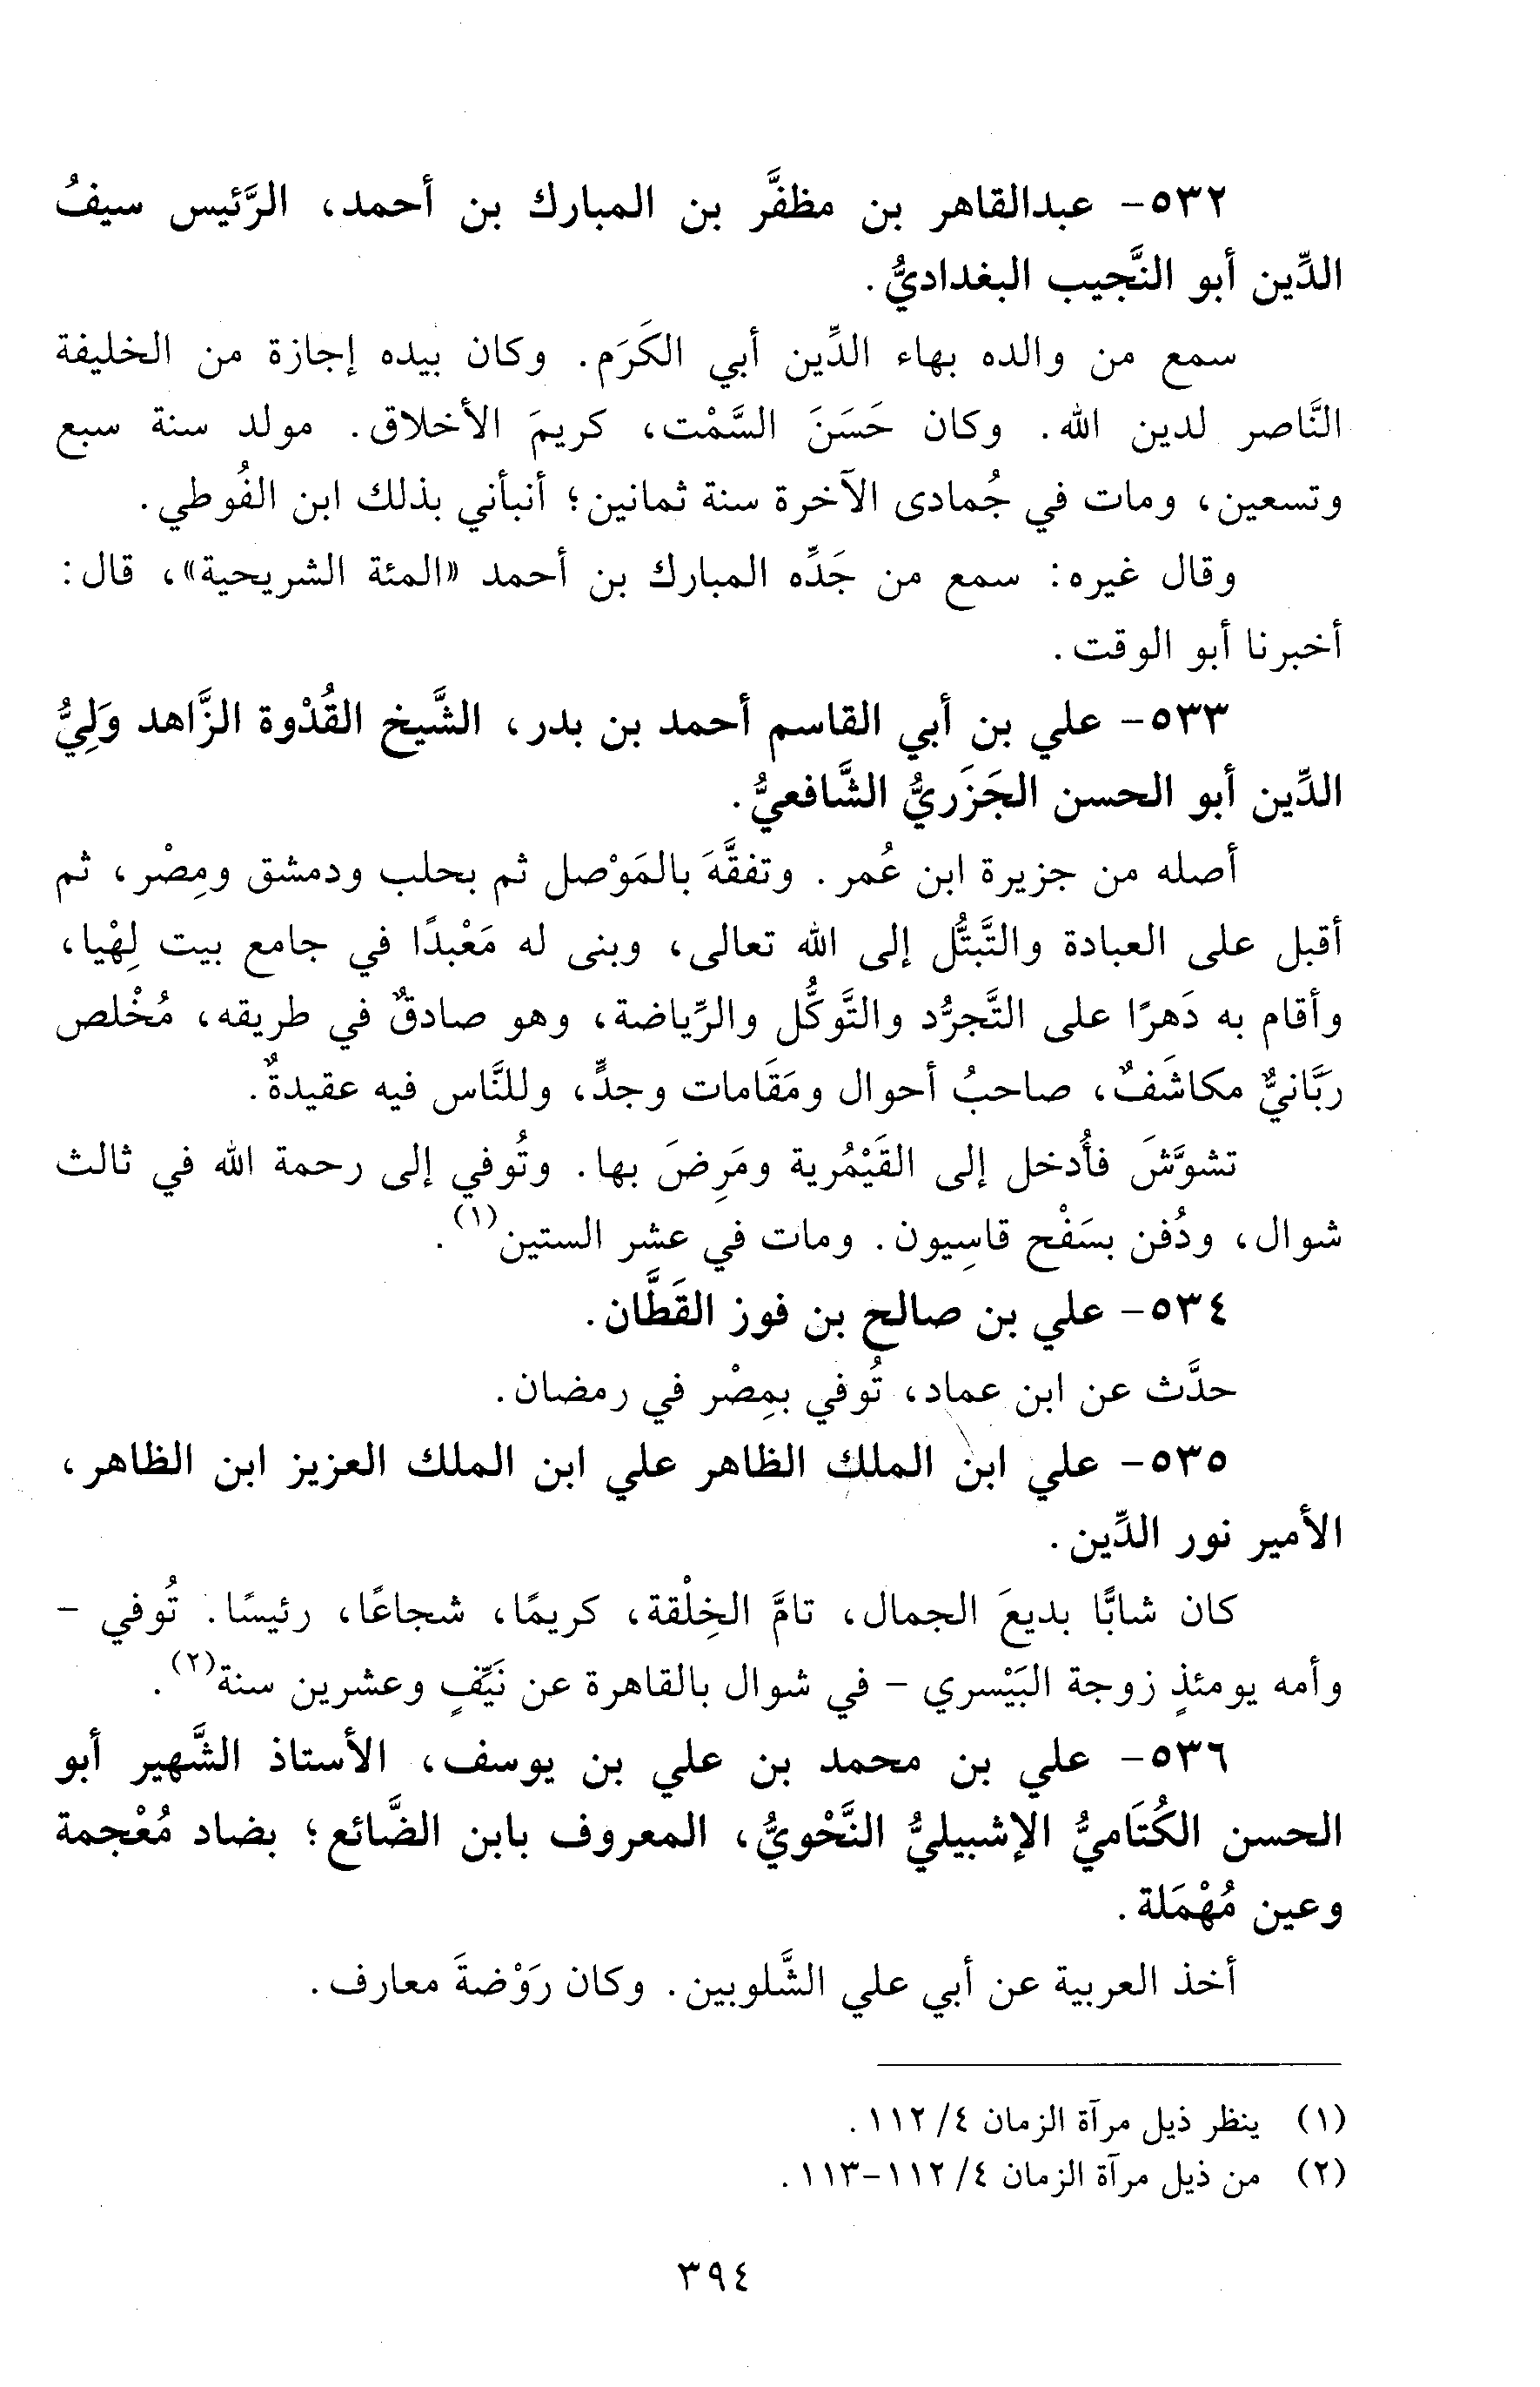 ٥٣٢- عبدالقاهر بن مظفَّر بن المبارك بن أحمد، الرَّئيس سيفُ
الدِّين أبو النَّجيب البغداديُّ.
سمع من والده بهاء الدِّين أبي الكَرَم. وكان بيده إجازة من الخليفة
النَّاصر لدين الله. وكان حَسَنَ السَّمْت، كريمَ الأخلاق. مولد سنة سبع
وتسعين، ومات في جُمادى الآخرة سنة ثمانين؛ أنبأني بذلك ابن الفُوطي.
وقال غيره: سمع من جَدِّه المبارك بن أحمد «المئة الشريحية»، قال:
أخبرنا أبو الوقت.
٥٣٣- علي بن أبي القاسم أحمد بن بدر، الشَّيخ القُدْوة الزَّاهد وَلِيُّ
الدِّين أبو الحسن الجَزَريُّ الشَّافعيُّ.
أصله من جزيرة ابن عُمر. وتفقَّهَ بالمَوْصل ثم بحلب ودمشق ومِصْر، ثم
أقبل على العبادة والتَّبتُّل إلى الله تعالى، وبنى له مَعْبدًا في جامع بيت لِهْيا،
وأقام به دَهرًا على التَّجرُّد والتَّوكُّل والرِّياضة، وهو صادقٌ في طريقه، مُخْلص
ربَّانيٌّ مكاشَفٌ، صاحبُ أحوال ومَقَامات وجدٍّ، وللنَّاس فيه عقيدةٌ.
تشوَّشَ فأُدخل إلى القَيْمُرية ومَرِضَ بها. وتُوفي إلى رحمة الله في ثالث
شوال، ودُفن بسَفْح قاسِيون. ومات في عشر الستين(١).
٥٣٤- علي بن صالح بن فوز القَطَّان.
حدَّث عن ابن عماد، تُوفي بمِصْر في رمضان.
٥٣٥- علي ابن الملك الظاهر علي ابن الملك العزيز ابن الظاهر،
الأمير نور الدِّين.
كان شابًّا بديعَ الجمال، تامَّ الخِلْقة، كريمًا، شجاعًا، رئيسًا. تُوفي -
وأمه يومئذٍ زوجة البَيْسري - في شوال بالقاهرة عن نَيِّفٍ وعشرين سنة(٢).
٥٣٦- علي بن محمد بن علي بن يوسف، الأستاذ الشَّهير أبو
الحسن الكُتَاميُّ الإشبيليُّ النَّحْويُّ، المعروف بابن الضَّائع؛ بضاد مُعْجمة
وعين مُهْمَلة.
أخذ العربية عن أبي علي الشَّلوبين. وكان رَوْضةَ معارف.
(١) ينظر ذيل مرآة الزمان ٤/ ١١٢.
(٢) من ذيل مرآة الزمان ٤/ ١١٢-١١٣.
٣٩٤